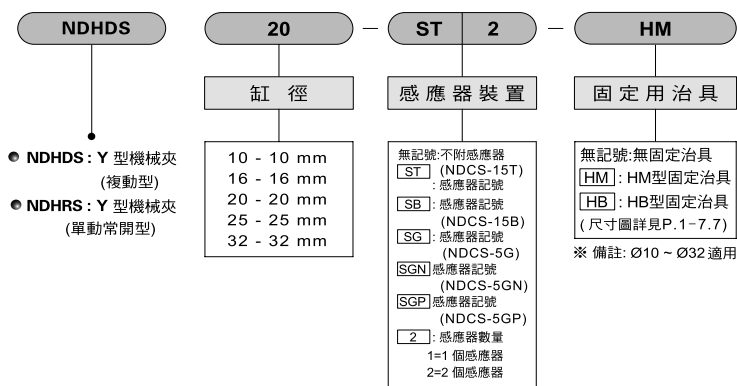 NDHDS 20 － ST 2 － HM
缸徑
感應器裝置
固定用治具
NDHDS : Y 型機械夾
(複動型)
NDHRS : Y 型機械夾
(單動常開型)
10 - 10 mm
16 - 16 mm
20 - 20 mm
25 - 25 mm
32 - 32 mm
無記號:不附感應器
ST (NDCS-15T)
: 感應器記號
SB : 感應器記號
(NDCS-15B)
SG : 感應器記號
(NDCS-5G)
SGN 感應器記號
(NDCS-5GN)
SGP 感應器記號
(NDCS-5GP)
2 : 感應器數量
1=1 個感應器
2=2 個感應器
無記號:無固定治具
HM : HM型固定治具
HB : HB型固定治具
(尺寸圖詳見P.1-7.7)
※ 備註: Ø10 ~ Ø32 適用